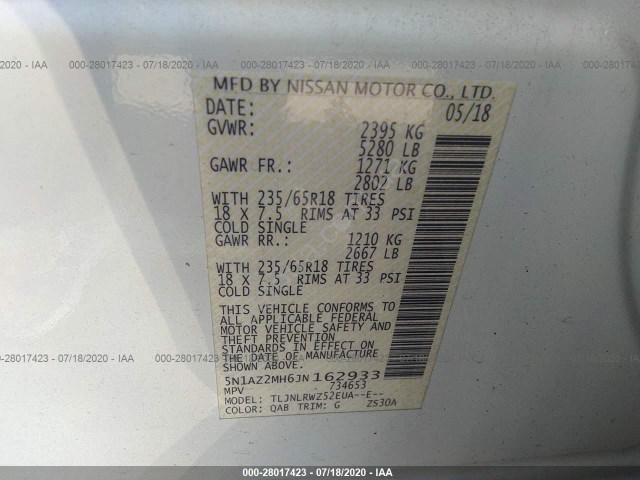 000-28017423 - 07/18/2020 - IAA
MFD BY NISSAN MOTOR CO., LTD.
DATE: 05/18
GVWR: 2395 KG
5280 LB
GAWR FR.: 1271 KG
2802 LB
WITH 235/65R18 TIRES
18 X 7.5 RIMS AT 33 PSI
COLD SINGLE
GAWR RR.: 1210 KG
2667 LB
WITH 235/65R18 TIRES
18 X 7.5 RIMS AT 33 PSI
COLD SINGLE
THIS VEHICLE CONFORMS TO
ALL APPLICABLE FEDERAL
MOTOR VEHICLE SAFETY AND
THEFT PREVENTION
STANDARDS IN EFFECT ON
THE DATE OF MANUFACTURE
SHOWN ABOVE.
5N1AZ2MH6JN162933
MPV 734653
MODEL: TLJNLRWZ52EUA--E--
COLOR: QAB TRIM: G ZS30A
000-28017423 - 07/18/2020 - IAA